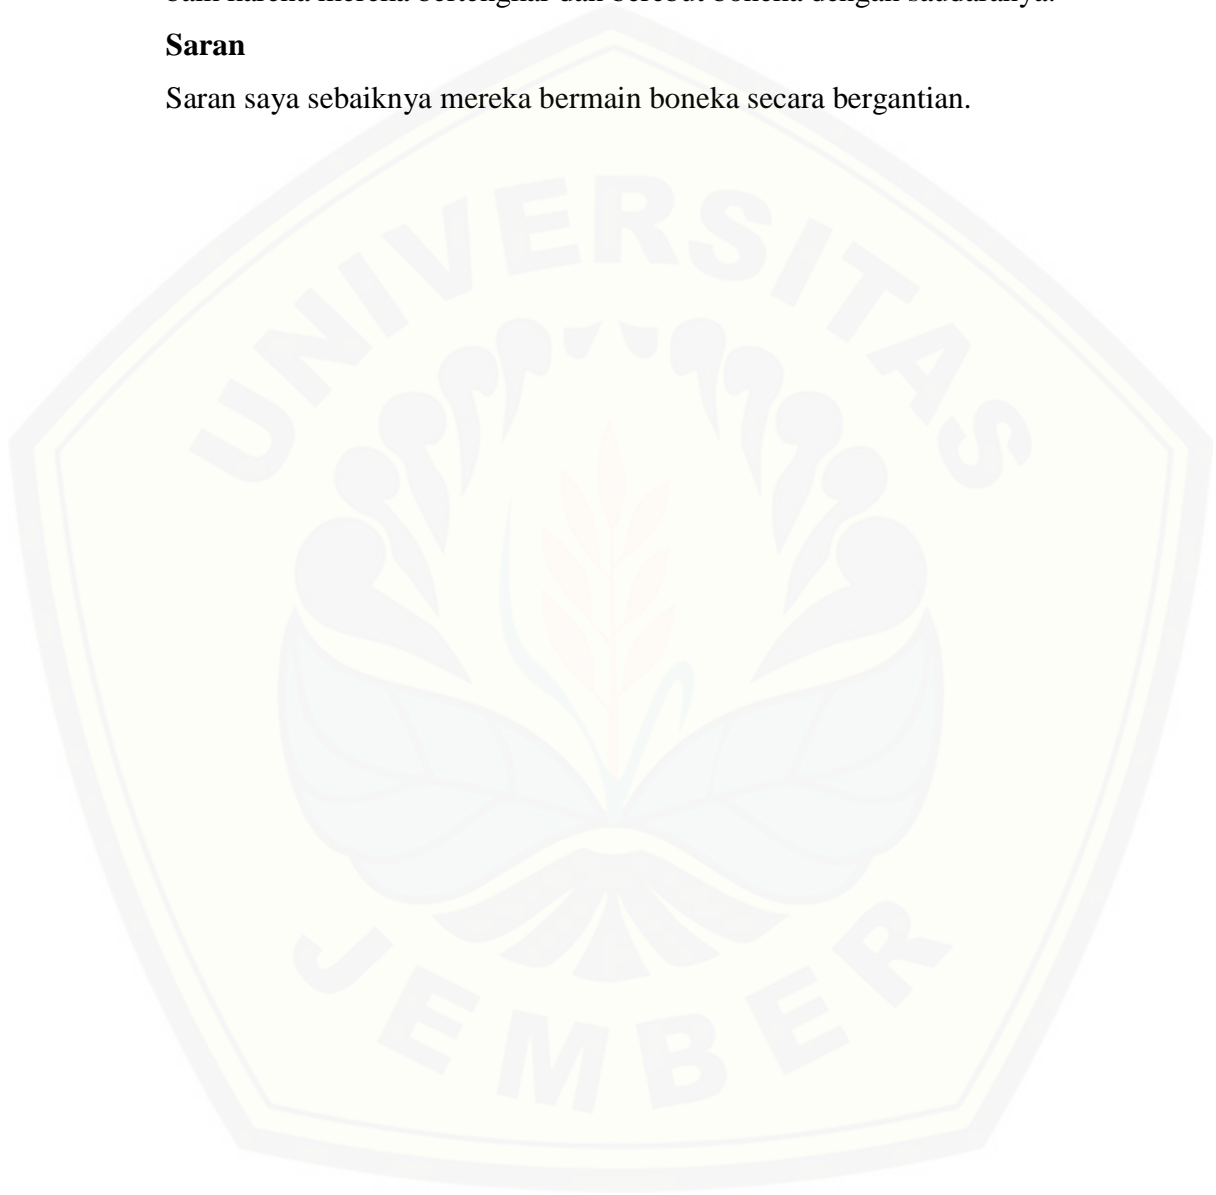 karena mereka bertengkar dan berebut boneka dengan saudaranya.
Saran
Saran saya sebaiknya mereka bermain boneka secara bergantian.
UNIVERSITAS
JEMBER